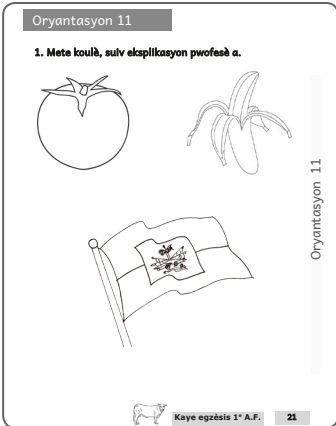 Oryantasyon 11
1. Mete koulè, suiv eksplikasyon pwofesè a.
Oryantasyon 11
Kaye egzèsis 1e A.F. 21